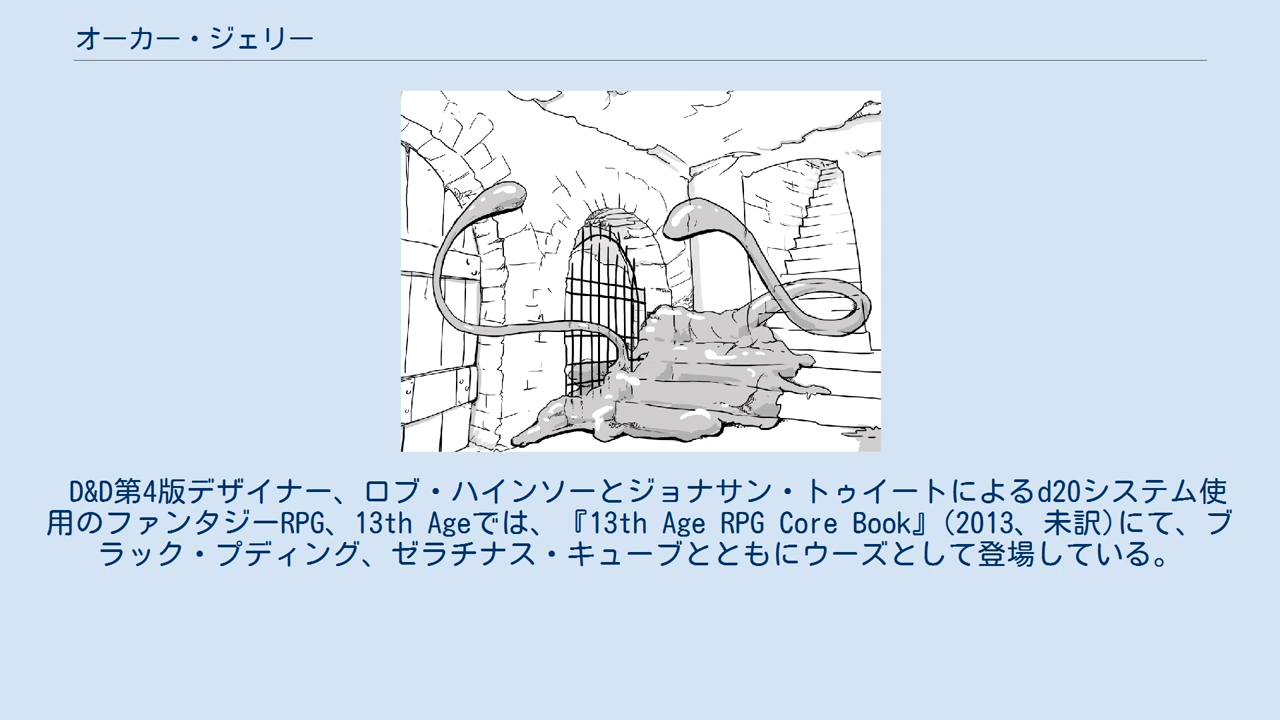 オーカー・ジェリー
D&D第4版デザイナー、ロブ・ハインソーとジョナサン・トゥイートによるd20システム使
用のファンタジーRPG、13th Ageでは、『13th Age RPG Core Book』(2013、未訳)にて、ブ
ラック・プディング、ゼラチナス・キューブとともにウーズとして登場している。